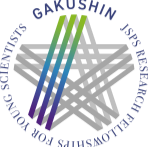 GAKUSHIN
JSPS RESEARCH FELLOWSHIPS FOR YOUNG SCIENTISTS